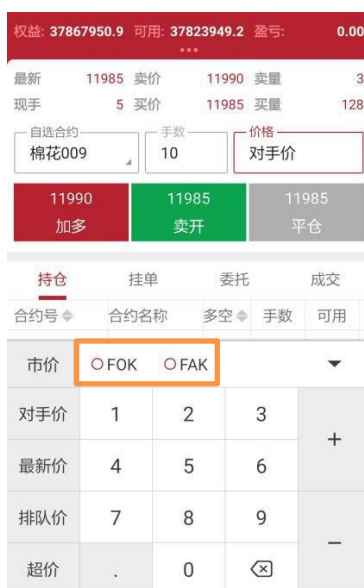 权益: 37867950.9 可用: 37823949.2 盈亏: 0.00
最新 11985 卖价 11990 卖量 3
现手 5 买价 11985 买量 128
自选合约 手数 价格
棉花009 10 对手价
11990 11985 11985
加多 卖开 平仓
持仓 挂单 委托 成交
合约号 合约名称 多空 手数 可用
市价 FOK FAK
对手价 1 2 3 +
最新价 4 5 6
排队价 7 8 9 −
超价 . 0